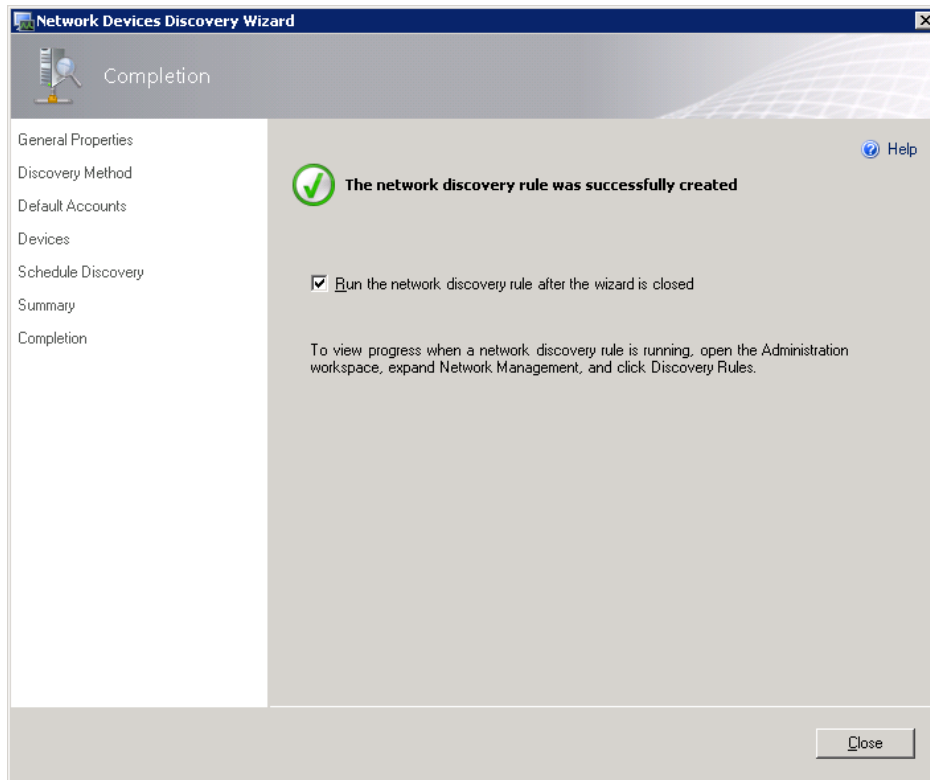 Network Devices Discovery Wizard
Completion
General Properties
Discovery Method
Default Accounts
Devices
Schedule Discovery
Summary
Completion
Help
The network discovery rule was successfully created
Run the network discovery rule after the wizard is closed
To view progress when a network discovery rule is running, open the Administration
workspace, expand Network Management, and click Discovery Rules.
Close